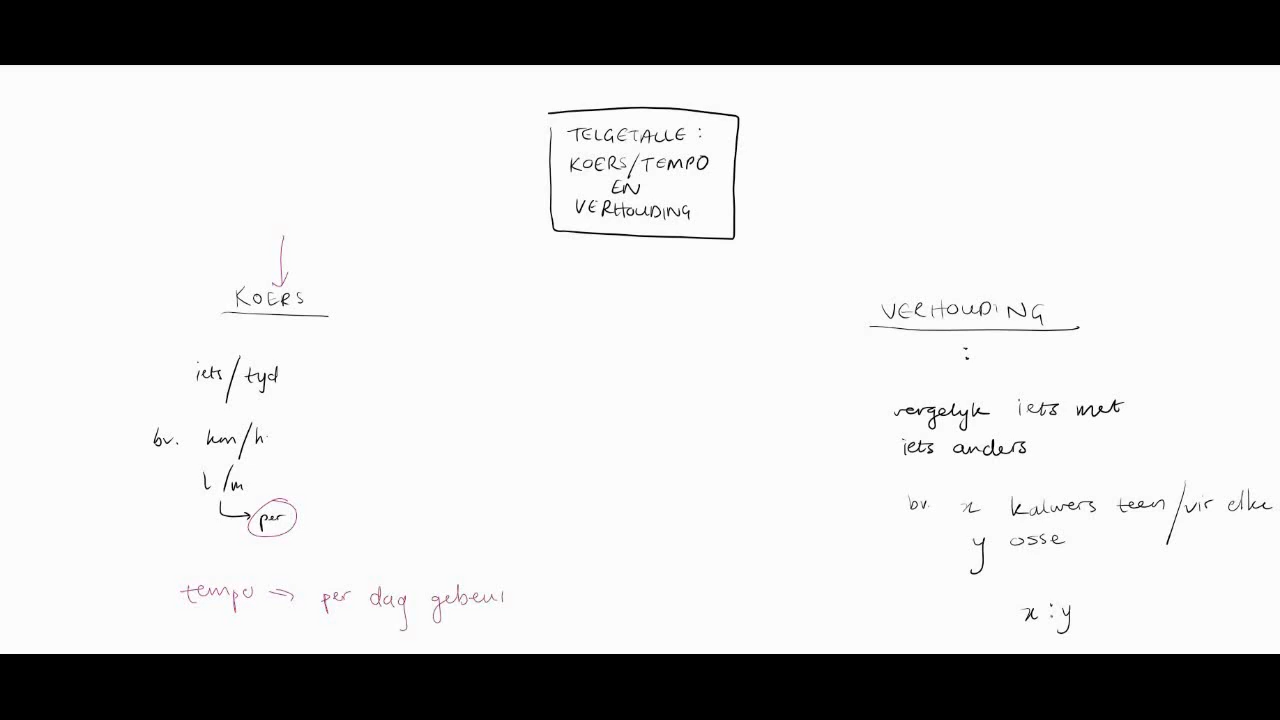 TELGETALLE :
KOERS/TEMPO
EN
VERHOUDING
KOERS
iets/tyd
bv. km/h.
l/m
per
tempo => per dag gebeu
VERHOUDING
:
vergelyk iets met
iets anders
bv. x kalwers teen/vir elke
y osse
x : y